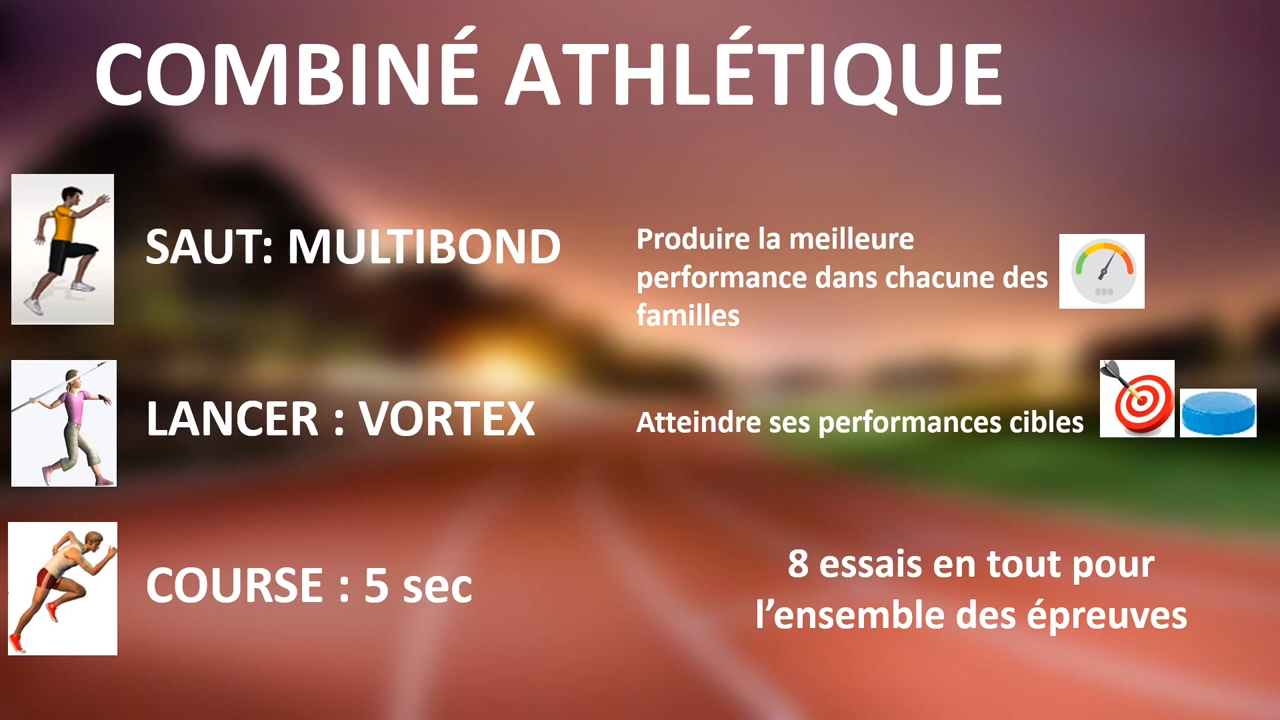 COMBINÉ ATHLÉTIQUE
SAUT: MULTIBOND
Produire la meilleure
performance dans chacune des
familles
LANCER : VORTEX
Atteindre ses performances cibles
COURSE : 5 sec
8 essais en tout pour
l’ensemble des épreuves